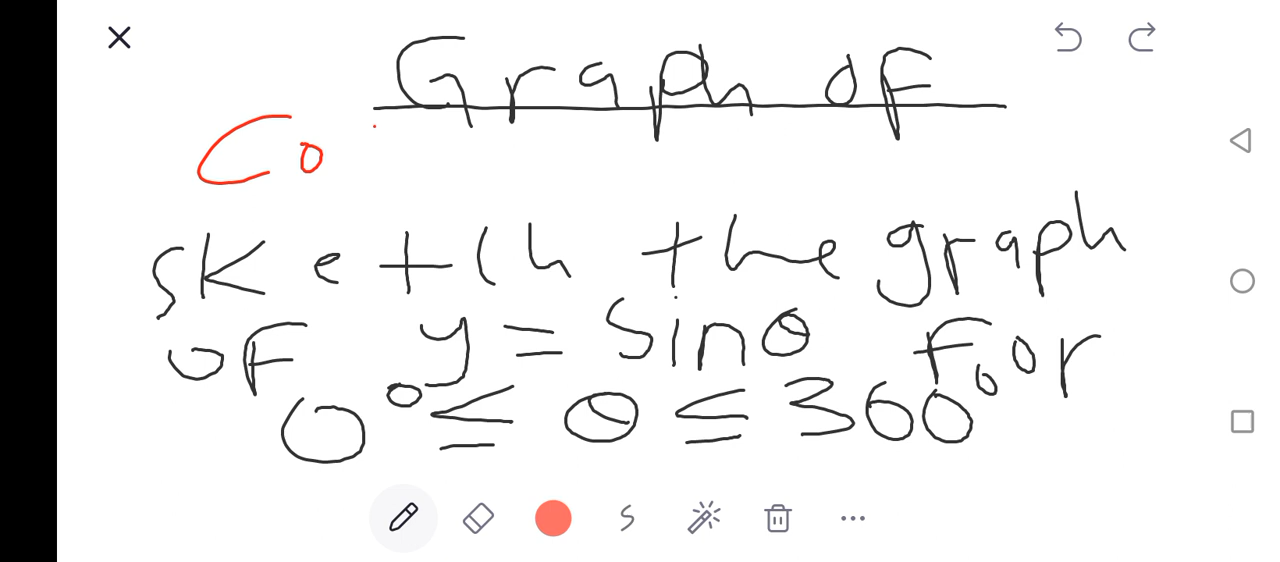 Graph of
Co
sketch the graph
of y = sinθ for
0° ≤ θ ≤ 360°